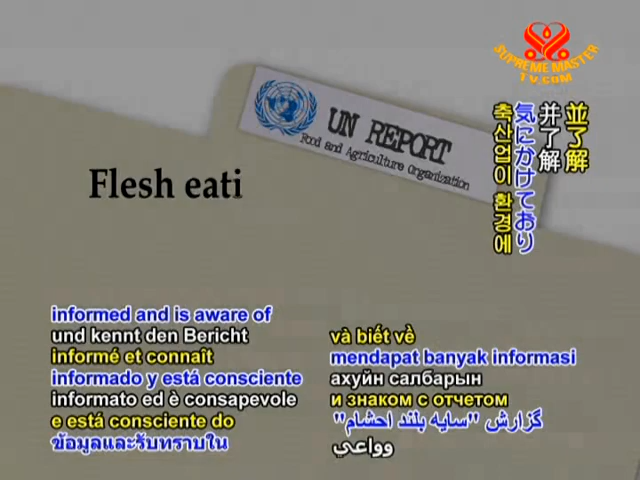 SUPREME MASTER
TV.COM
UN REPORT
Food and Agriculture Organization
Flesh eati
並了解
并了解
気にかけており
축산업이 환경에
informed and is aware of
und kennt den Bericht
informé et connaît
informado y está consciente
informato ed è consapevole
e está consciente do
ข้อมูลและรับทราบใน
và biết về
mendapat banyak informasi
ахуйн салбарын
и знаком с отчетом
گزارش "سایه بلند احشام"
وواعي